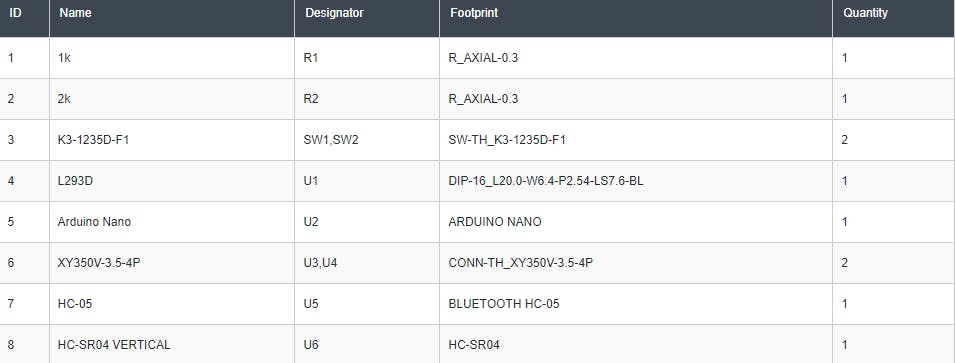 ID Name Designator Footprint Quantity
1 1k R1 R_AXIAL-0.3 1
2 2k R2 R_AXIAL-0.3 1
3 K3-1235D-F1 SW1,SW2 SW-TH_K3-1235D-F1 2
4 L293D U1 DIP-16_L20.0-W6.4-P2.54-LS7.6-BL 1
5 Arduino Nano U2 ARDUINO NANO 1
6 XY350V-3.5-4P U3,U4 CONN-TH_XY350V-3.5-4P 2
7 HC-05 U5 BLUETOOTH HC-05 1
8 HC-SR04 VERTICAL U6 HC-SR04 1